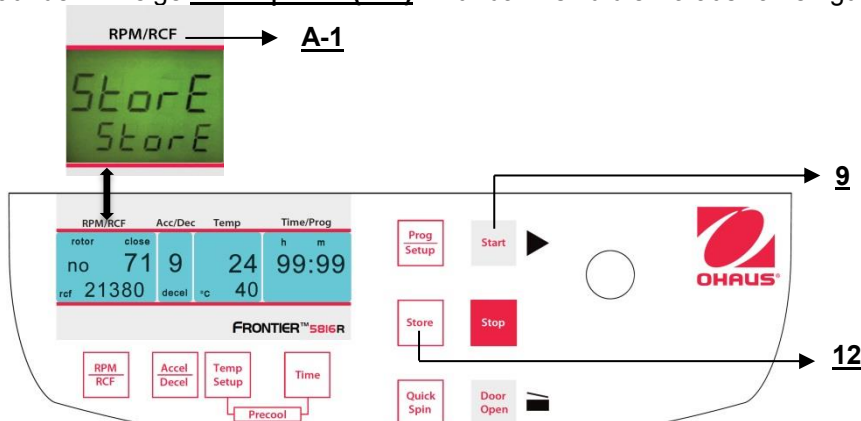 RPM/RCF
A-1
StorE
StorE
9
RPM/RCF Acc/Dec Temp Time/Prog
rotor close h m
no 71 9 24 99:99
rcf 21380 decel °C 40
FRONTIER™5816R
Prog
Setup
Start
OHAUS®
Store
Stop
12
RPM
RCF
Accel
Decel
Temp
Setup
Time
Precool
Quick
Spin
Door
Open